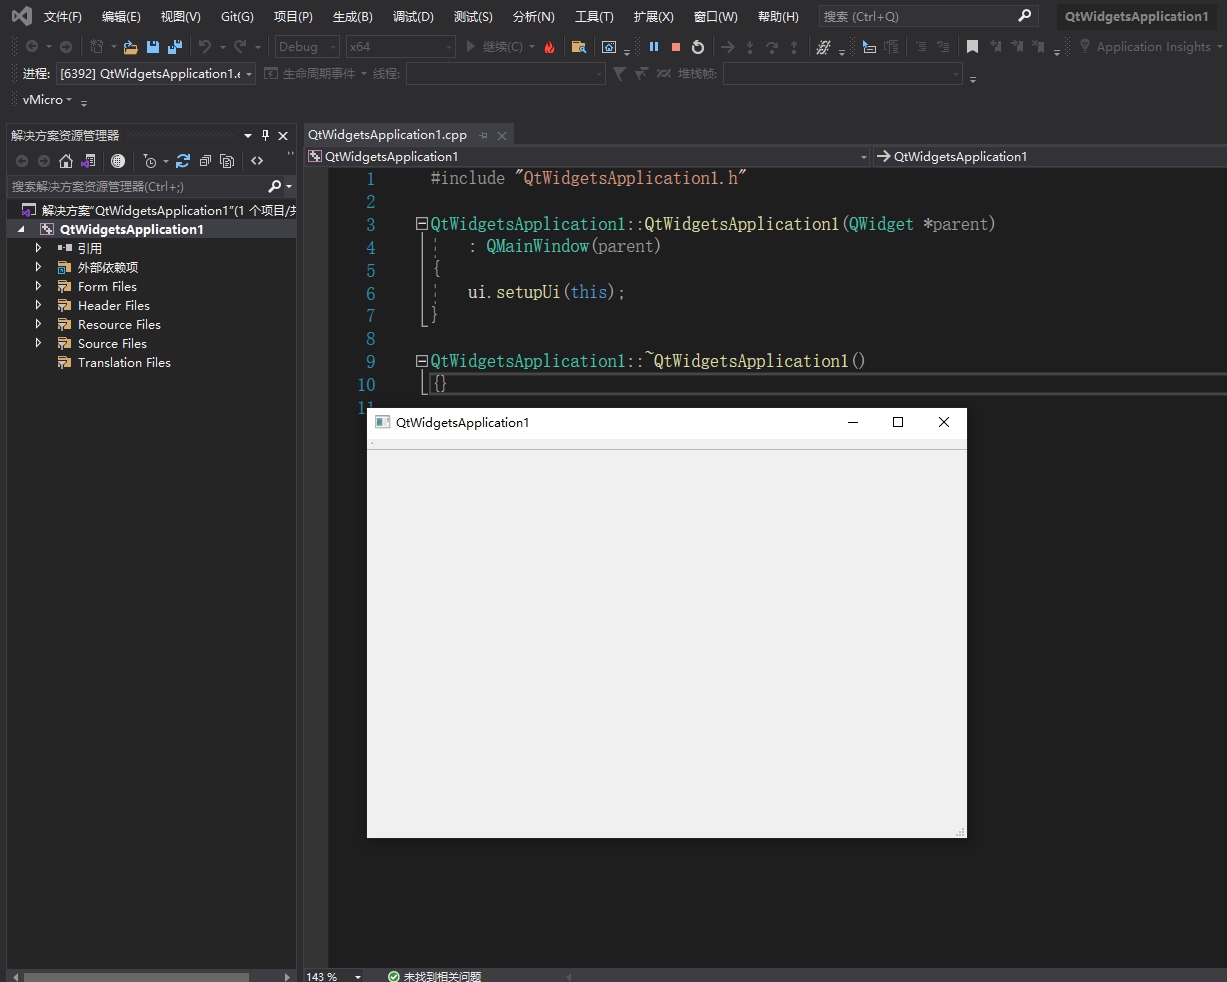 文件(F) 编辑(E) 视图(V) Git(G) 项目(P) 生成(B) 调试(D) 测试(S) 分析(N) 工具(T) 扩展(X) 窗口(W) 帮助(H) 搜索 (Ctrl+Q) QtWidgetsApplication1
Debug x64 继续(C) Application Insights
进程: [6392] QtWidgetsApplication1.e 生命周期事件 线程: 堆栈帧:
vMicro
解决方案资源管理器
搜索解决方案资源管理器(Ctrl+;)
解决方案"QtWidgetsApplication1"(1 个项目/共
QtWidgetsApplication1
引用
外部依赖项
Form Files
Header Files
Resource Files
Source Files
Translation Files
QtWidgetsApplication1.cpp
QtWidgetsApplication1 QtWidgetsApplication1
1 #include "QtWidgetsApplication1.h"
2
3 QtWidgetsApplication1::QtWidgetsApplication1(QWidget *parent)
4 : QMainWindow(parent)
5 {
6 ui.setupUi(this);
7 }
8
9 QtWidgetsApplication1::~QtWidgetsApplication1()
10 {}
11
QtWidgetsApplication1
143 % 未找到相关问题